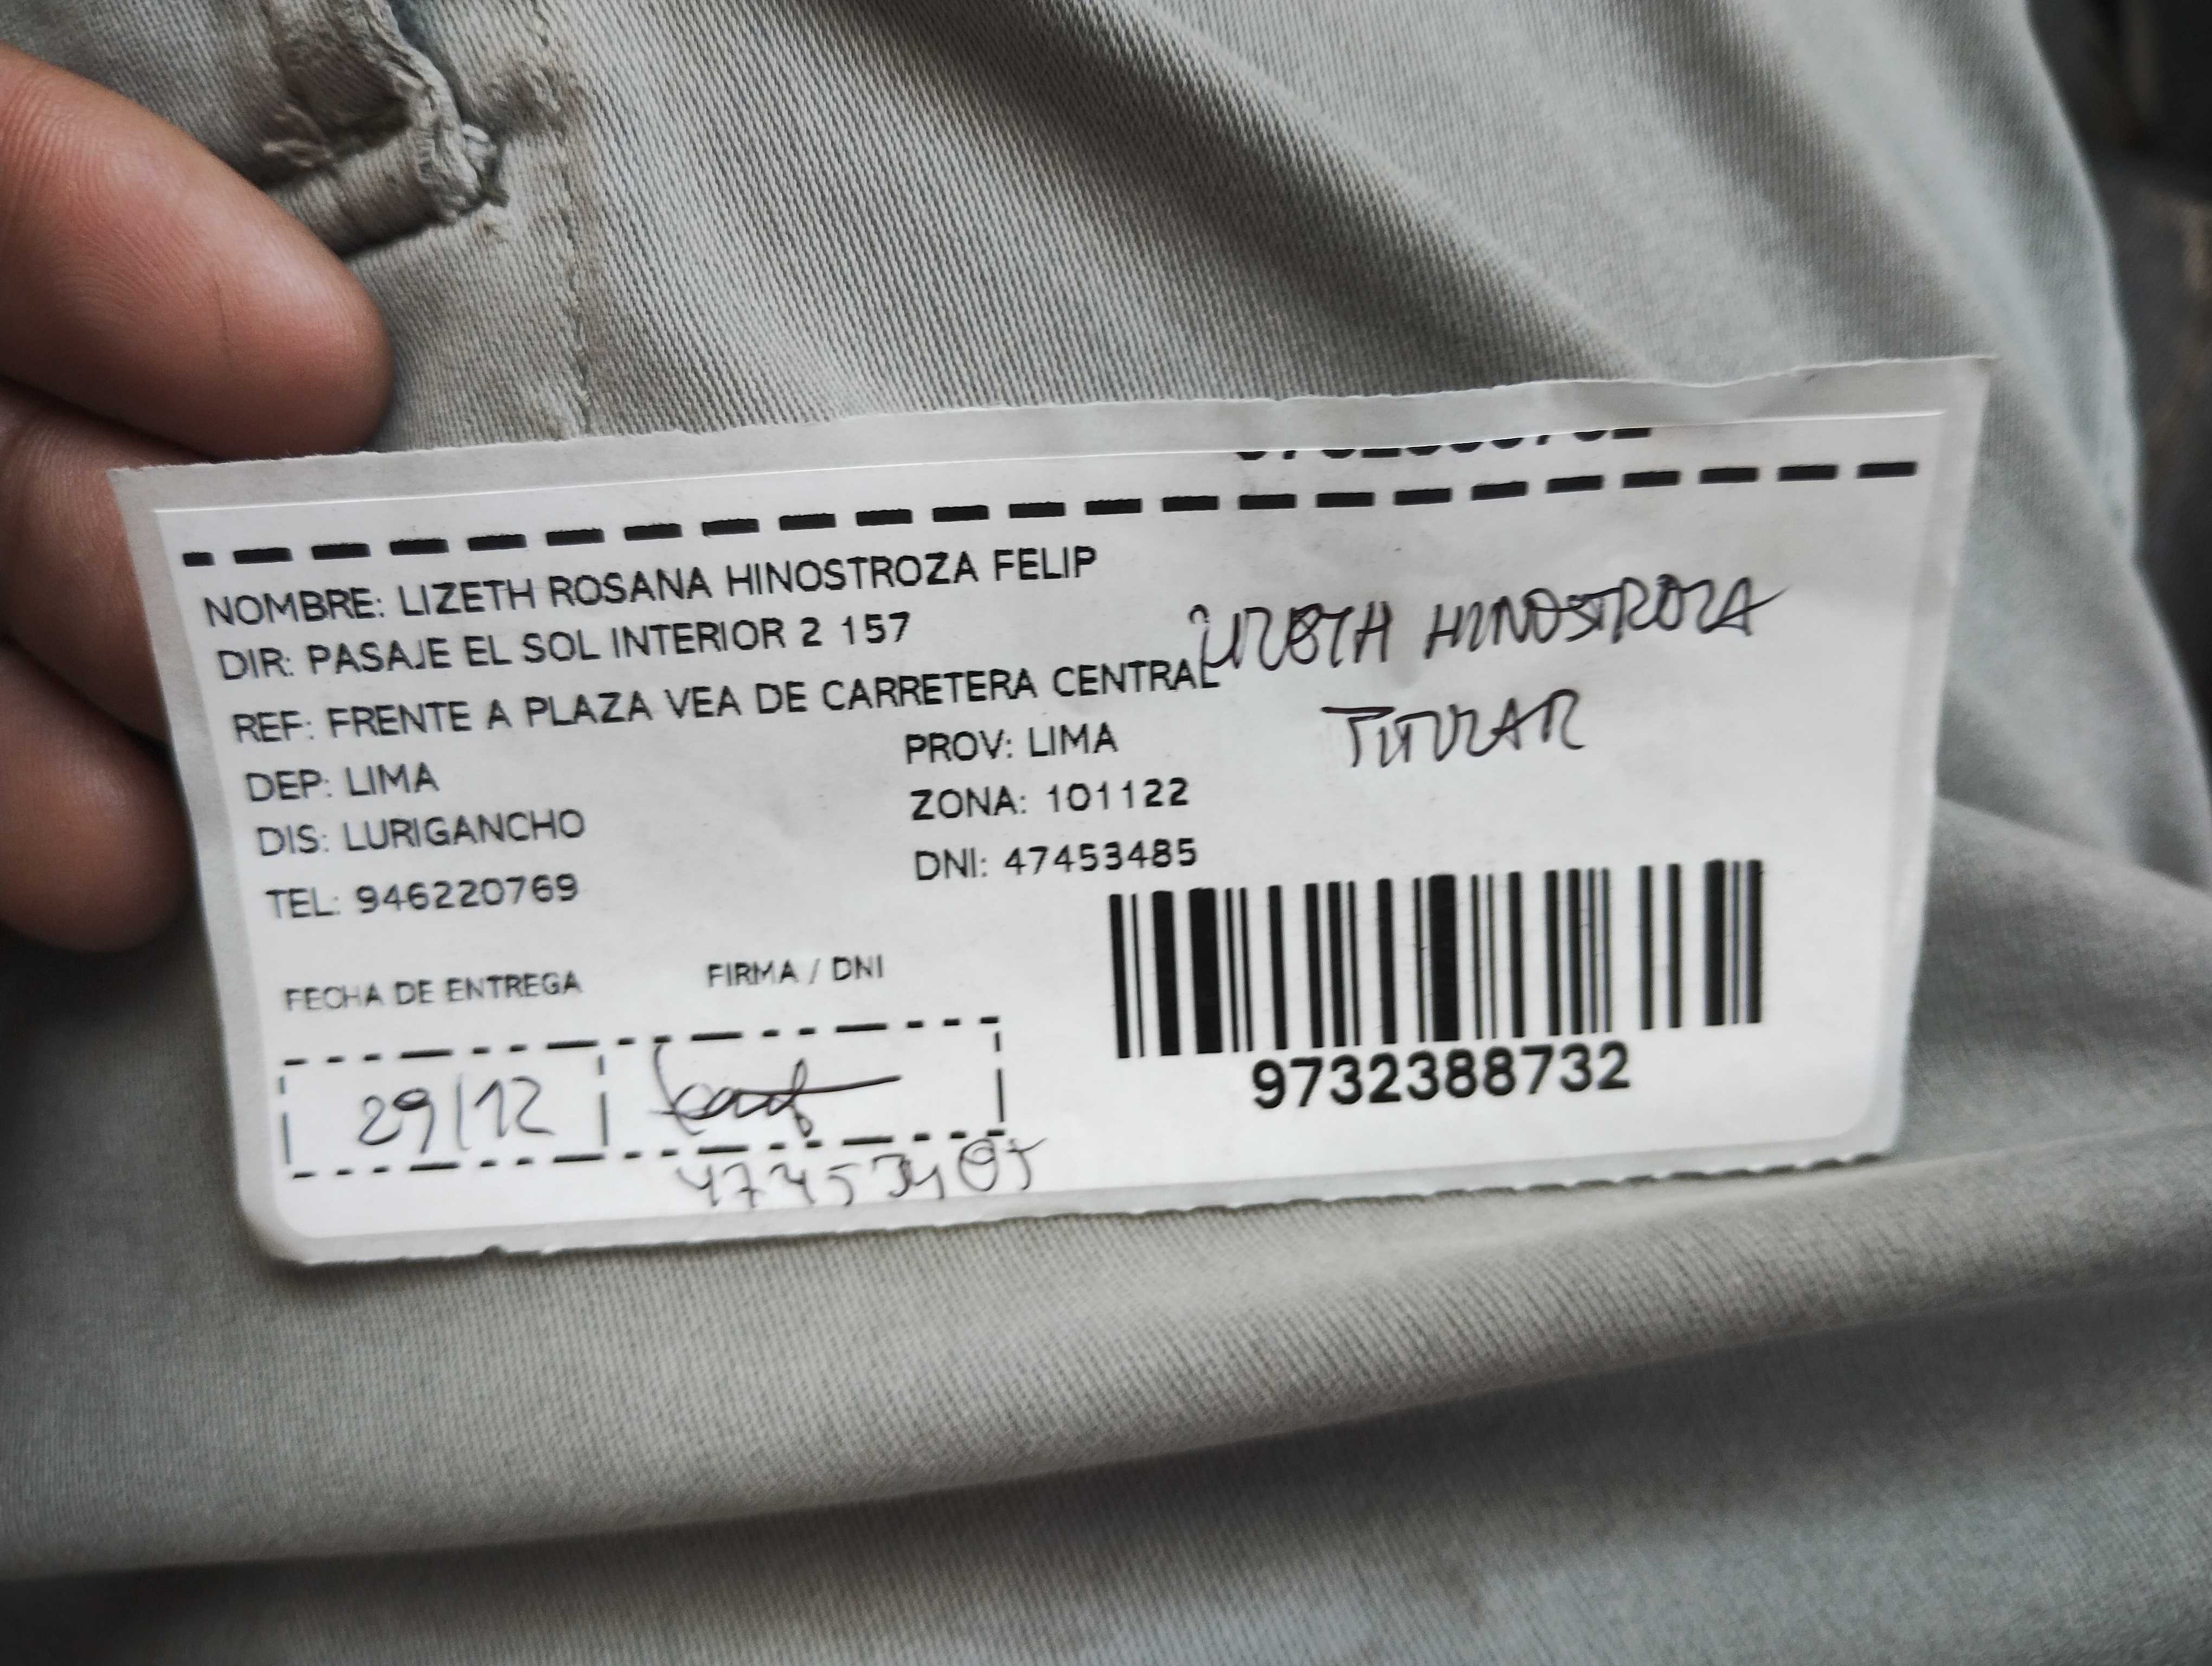 NOMBRE: LIZETH ROSANA HINOSTROZA FELIP
DIR: PASAJE EL SOL INTERIOR 2 157
REF: FRENTE A PLAZA VEA DE CARRETERA CENTRAL
LIZETH HINOSTROZA
TITULAR
DEP: LIMA
PROV: LIMA
DIS: LURIGANCHO
ZONA: 101122
TEL: 946220769
DNI: 47453485
FECHA DE ENTREGA
FIRMA / DNI
29/12
47453485
9732388732